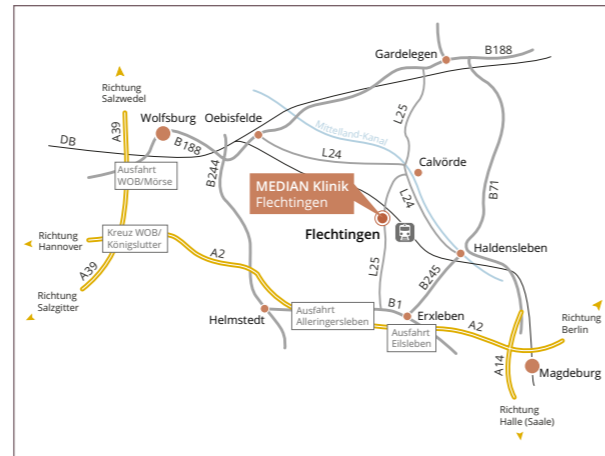 Gardelegen
B188
Richtung
Salzwedel
A39
Wolfsburg
Oebisfelde
L25
DB
B188
Mittelland-Kanal
L24
Calvörde
Ausfahrt
WOB/Mörse
B244
MEDIAN Klinik
Flechtingen
L24
B71
Flechtingen
Kreuz WOB/
Königslutter
Richtung
Hannover
A39
A2
L25
Haldensleben
B245
Richtung
Salzgitter
Helmstedt
Ausfahrt
Alleringersleben
B1
Erxleben
Ausfahrt
Eilsleben
A2
Richtung
Berlin
A14
Magdeburg
Richtung
Halle (Saale)